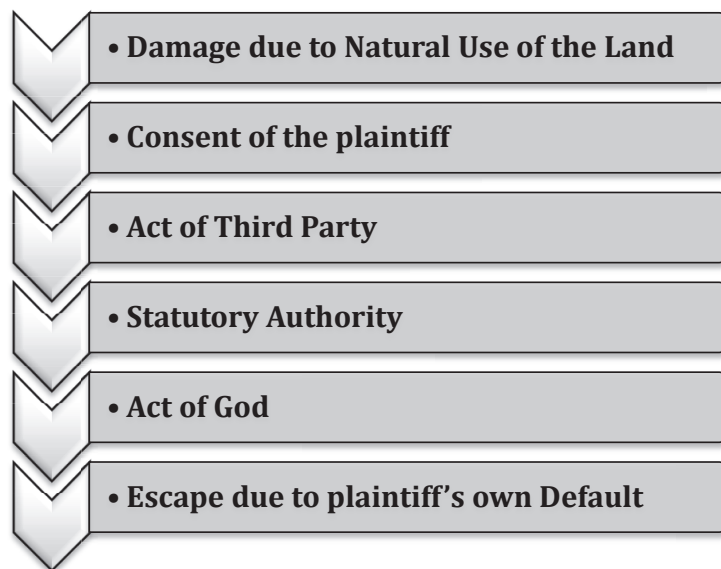 • Damage due to Natural Use of the Land
• Consent of the plaintiff
• Act of Third Party
• Statutory Authority
• Act of God
• Escape due to plaintiff’s own Default